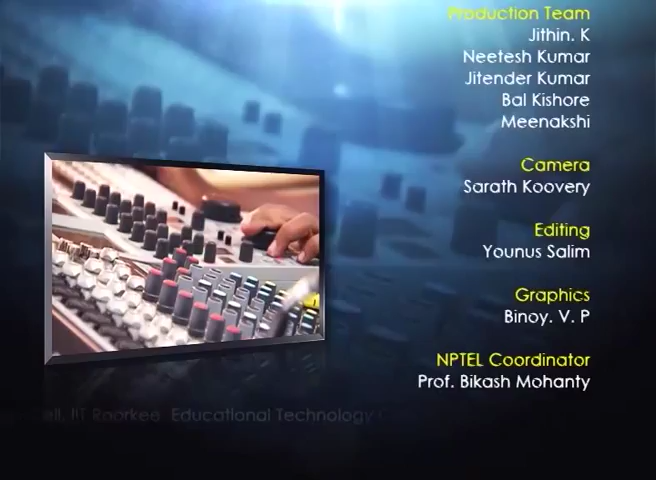 Production Team
Jithin. K
Neetesh Kumar
Jitender Kumar
Bal Kishore
Meenakshi
Camera
Sarath Koovery
Editing
Younus Salim
Graphics
Binoy. V. P
NPTEL Coordinator
Prof. Bikash Mohanty
ell, IIT Roorkee Educational Technology